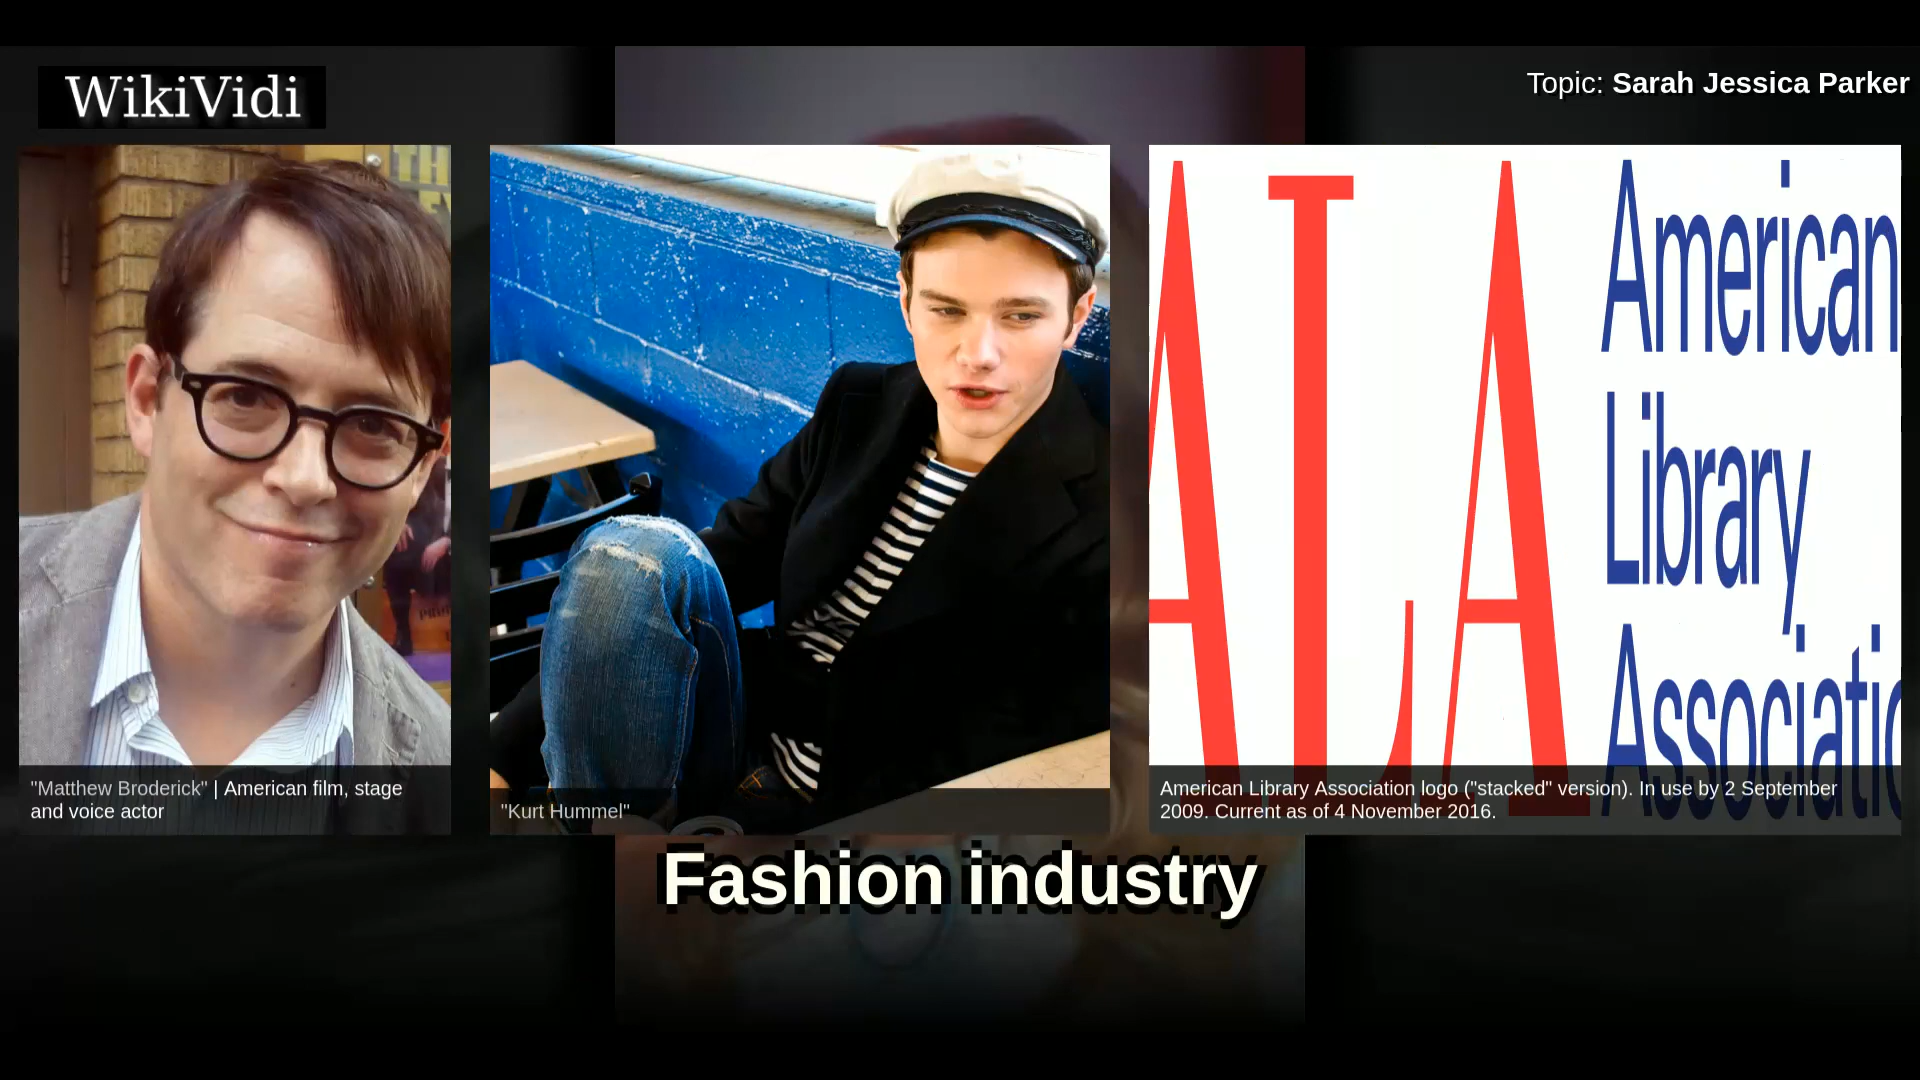 WikiVidi
Topic: Sarah Jessica Parker
ALA
American
Library
Associatio
"Matthew Broderick" | American film, stage
and voice actor
"Kurt Hummel"
American Library Association logo ("stacked" version). In use by 2 September
2009. Current as of 4 November 2016.
Fashion industry